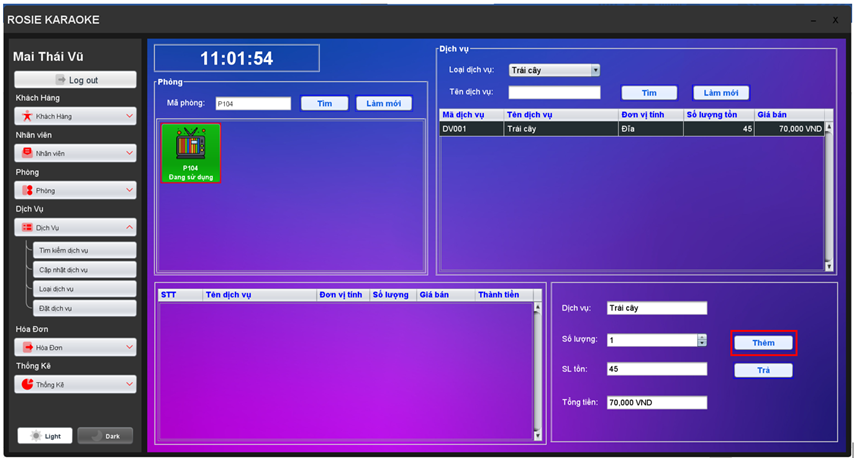 ROSIE KARAOKE
– X
Mai Thái Vũ
Log out
Khách Hàng
Khách Hàng
Nhân viên
Nhân viên
Phòng
Phòng
Dịch Vụ
Dịch Vụ
Tìm kiếm dịch vụ
Cập nhật dịch vụ
Loại dịch vụ
Đặt dịch vụ
Hóa Đơn
Hóa Đơn
Thống Kê
Thống Kê
Light Dark
11:01:54
Phòng
Mã phòng: P104 Tìm Làm mới
P104
Đang sử dụng
Dịch vụ
Loại dịch vụ: Trái cây
Tên dịch vụ: Tìm Làm mới
Mã dịch vụ Tên dịch vụ Đơn vị tính Số lượng tồn Giá bán
DV001 Trái cây Đĩa 45 70,000 VND
STT Tên dịch vụ Đơn vị tính Số lượng Giá bán Thành tiền
Dịch vụ: Trái cây
Số lượng: 1 Thêm
SL tồn: 45 Trả
Tổng tiền: 70,000 VND